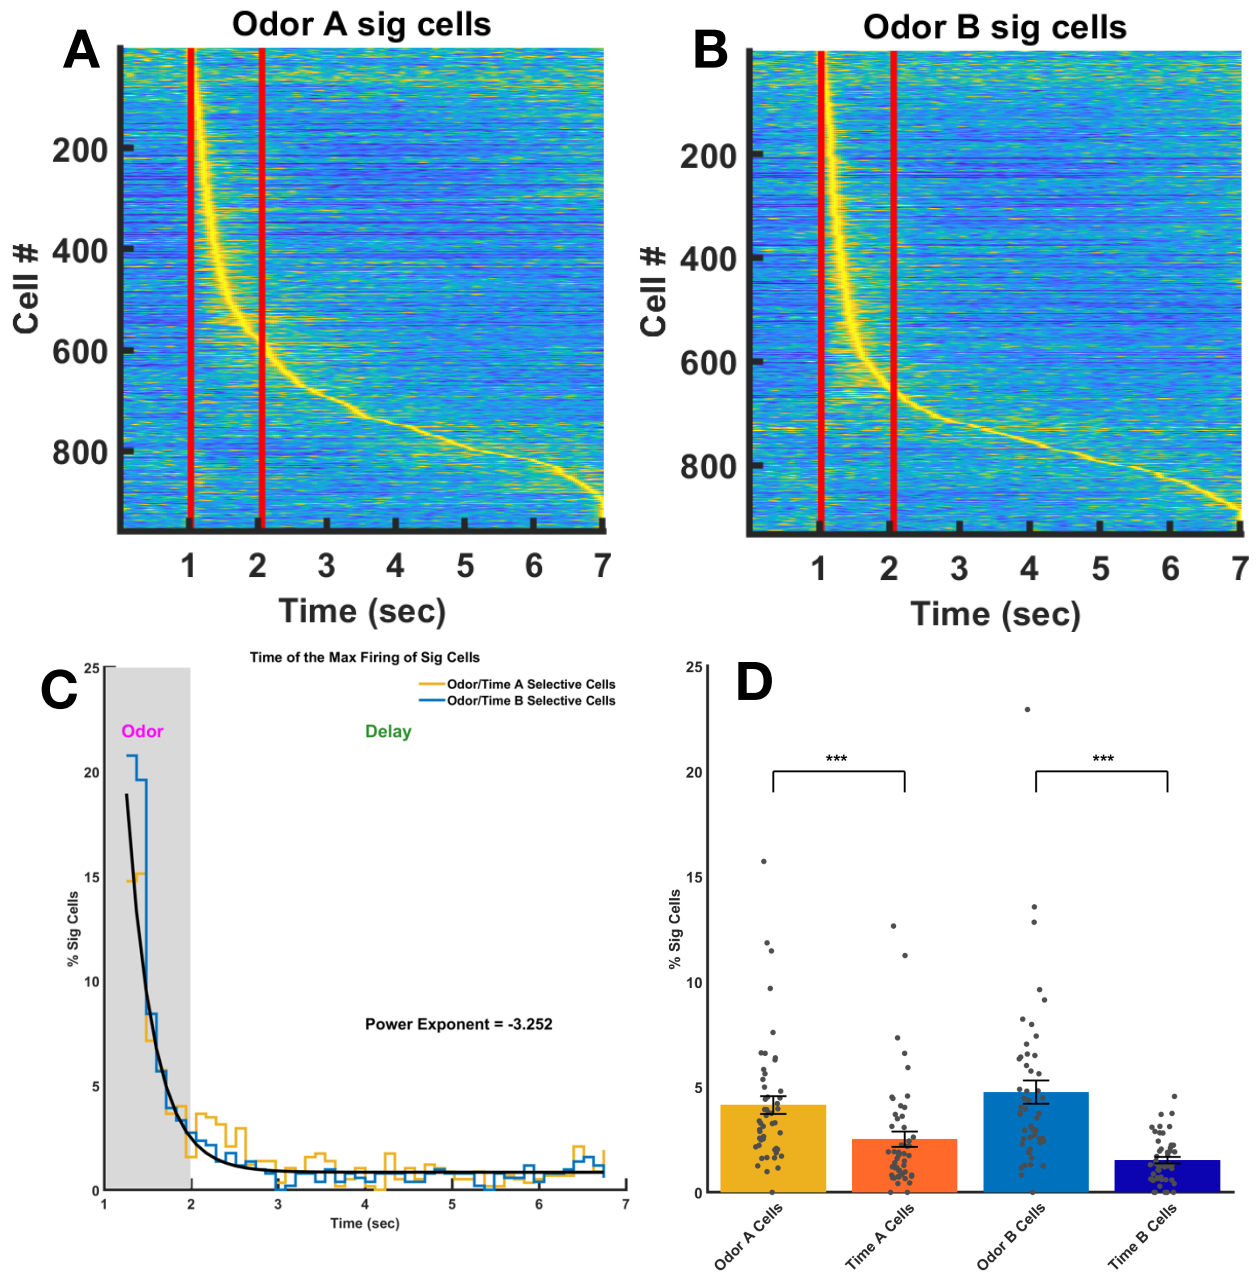 A
Odor A sig cells
Cell #
200
400
600
800
1 2 3 4 5 6 7
Time (sec)
B
Odor B sig cells
Cell #
200
400
600
800
1 2 3 4 5 6 7
Time (sec)
C
Time of the Max Firing of Sig Cells
Odor/Time A Selective Cells
Odor/Time B Selective Cells
Odor
Delay
Power Exponent = -3.252
% Sig Cells
25
20
15
10
5
0
1 2 3 4 5 6 7
Time (sec)
D
% Sig Cells
25
20
15
10
5
0
*** ***
Odor A Cells
Time A Cells
Odor B Cells
Time B Cells